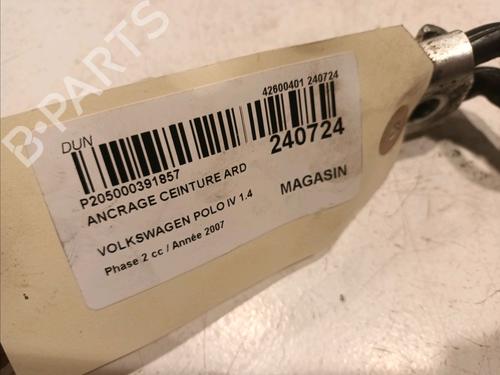 B-PARTS
DUN
42600401 240724
P205000391857
240724
ANCRAGE CEINTURE ARD
MAGASIN
VOLKSWAGEN POLO IV 1.4
Phase 2 cc / Année 2007